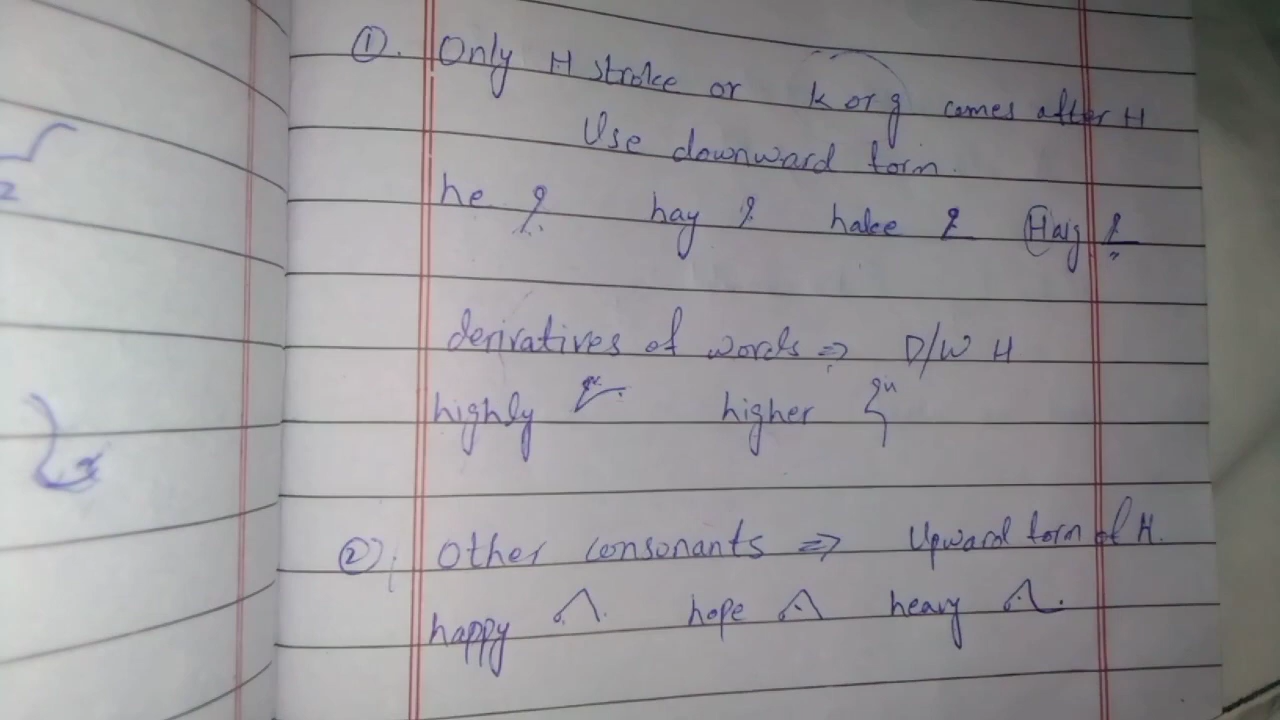 ①. Only H stroke or k or g comes after H
Use downward form.
he hay hake Haig
derivatives of words ⇒ D/W H
highly higher
②) Other consonants ⇒ Upward form of H.
happy hope heavy
2